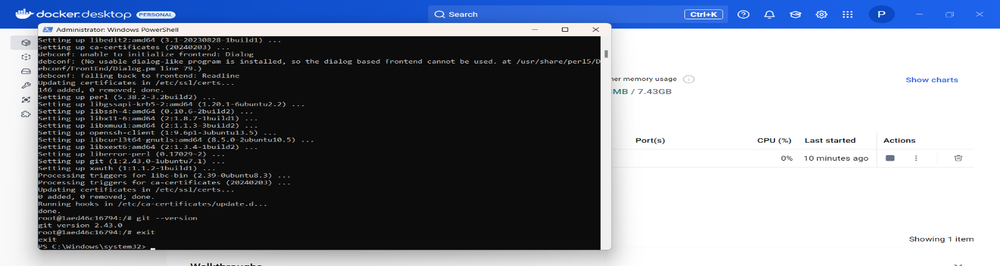 docker.desktop PERSONAL
Search Ctrl+K
P
Administrator: Windows PowerShell
Setting up libedit2:amd64 (3.1-20230828-1build1) ...
Setting up ca-certificates (20240203) ...
debconf: unable to initialize frontend: Dialog
debconf: (No usable dialog-like program is installed, so the dialog based frontend cannot be used. at /usr/share/perl5/D
ebconf/FrontEnd/Dialog.pm line 79.)
debconf: falling back to frontend: Readline
Updating certificates in /etc/ssl/certs...
146 added, 0 removed; done.
Setting up perl (5.38.2-3.2build2) ...
Setting up libgssapi-krb5-2:amd64 (1.20.1-6ubuntu2.2) ...
Setting up libssh-4:amd64 (0.10.6-2build2) ...
Setting up libx11-6:amd64 (2:1.8.7-1build1) ...
Setting up libxmuu1:amd64 (2:1.1.3-3build2) ...
Setting up openssh-client (1:9.6p1-3ubuntu13.5) ...
Setting up libcurl3t64-gnutls:amd64 (8.5.0-2ubuntu10.5) ...
Setting up libxext6:amd64 (2:1.3.4-1build2) ...
Setting up liberror-perl (0.17029-2) ...
Setting up git (1:2.43.0-1ubuntu7.1) ...
Setting up xauth (1:1.1.2-1build1) ...
Processing triggers for libc-bin (2.39-0ubuntu8.3) ...
Processing triggers for ca-certificates (20240203) ...
Updating certificates in /etc/ssl/certs...
0 added, 0 removed; done.
Running hooks in /etc/ca-certificates/update.d...
done.
root@1aed46c16794:/# git --version
git version 2.43.0
root@1aed46c16794:/# exit
exit
PS C:\Windows\system32>
memory usage
Show charts
MB / 7.43GB
Port(s) CPU (%) Last started Actions
0% 10 minutes ago
Showing 1 item